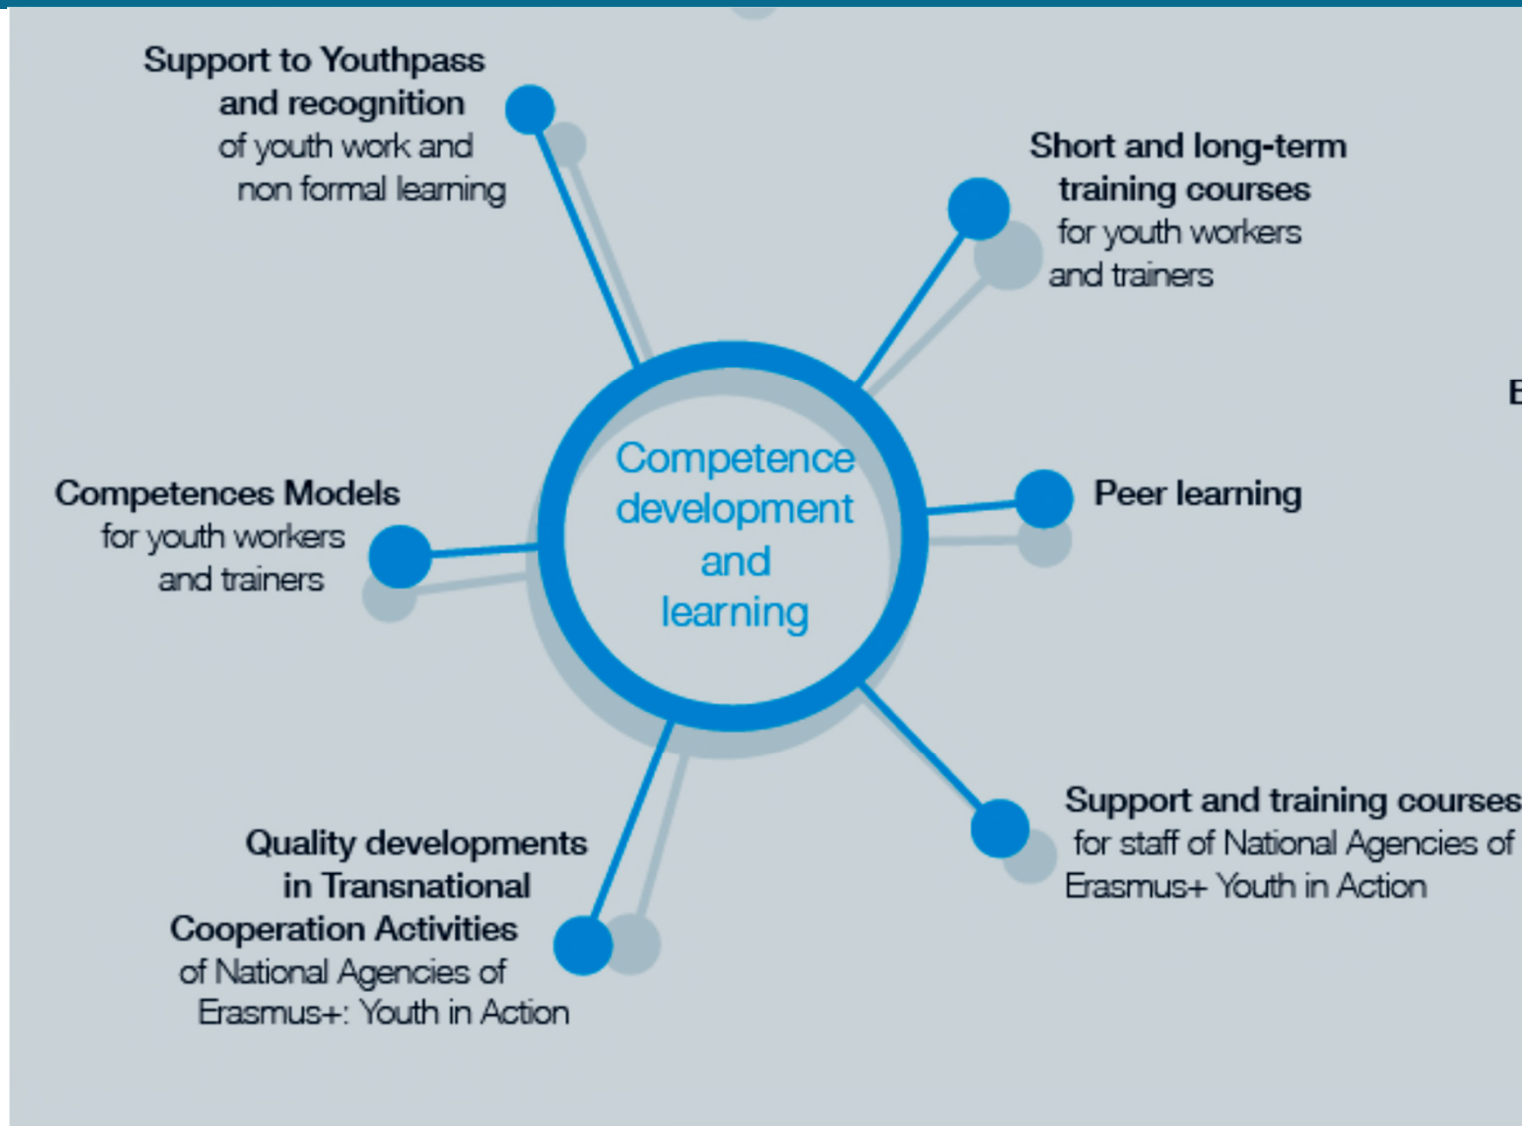 Support to Youthpass
and recognition
of youth work and
non formal learning
Short and long-term
training courses
for youth workers
and trainers
Competence
development
and
learning
Competences Models
for youth workers
and trainers
Peer learning
Quality developments
in Transnational
Cooperation Activities
of National Agencies of
Erasmus+: Youth in Action
Support and training courses
for staff of National Agencies of
Erasmus+ Youth in Action